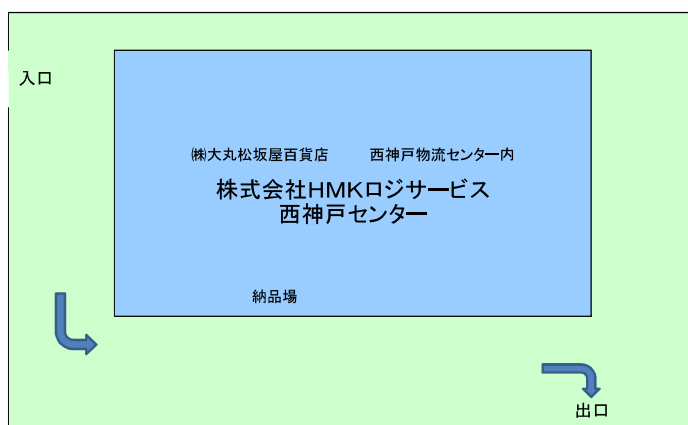 入口
㈱大丸松坂屋百貨店　西神戸物流センター内
株式会社HMKロジサービス
西神戸センター
納品場
出口